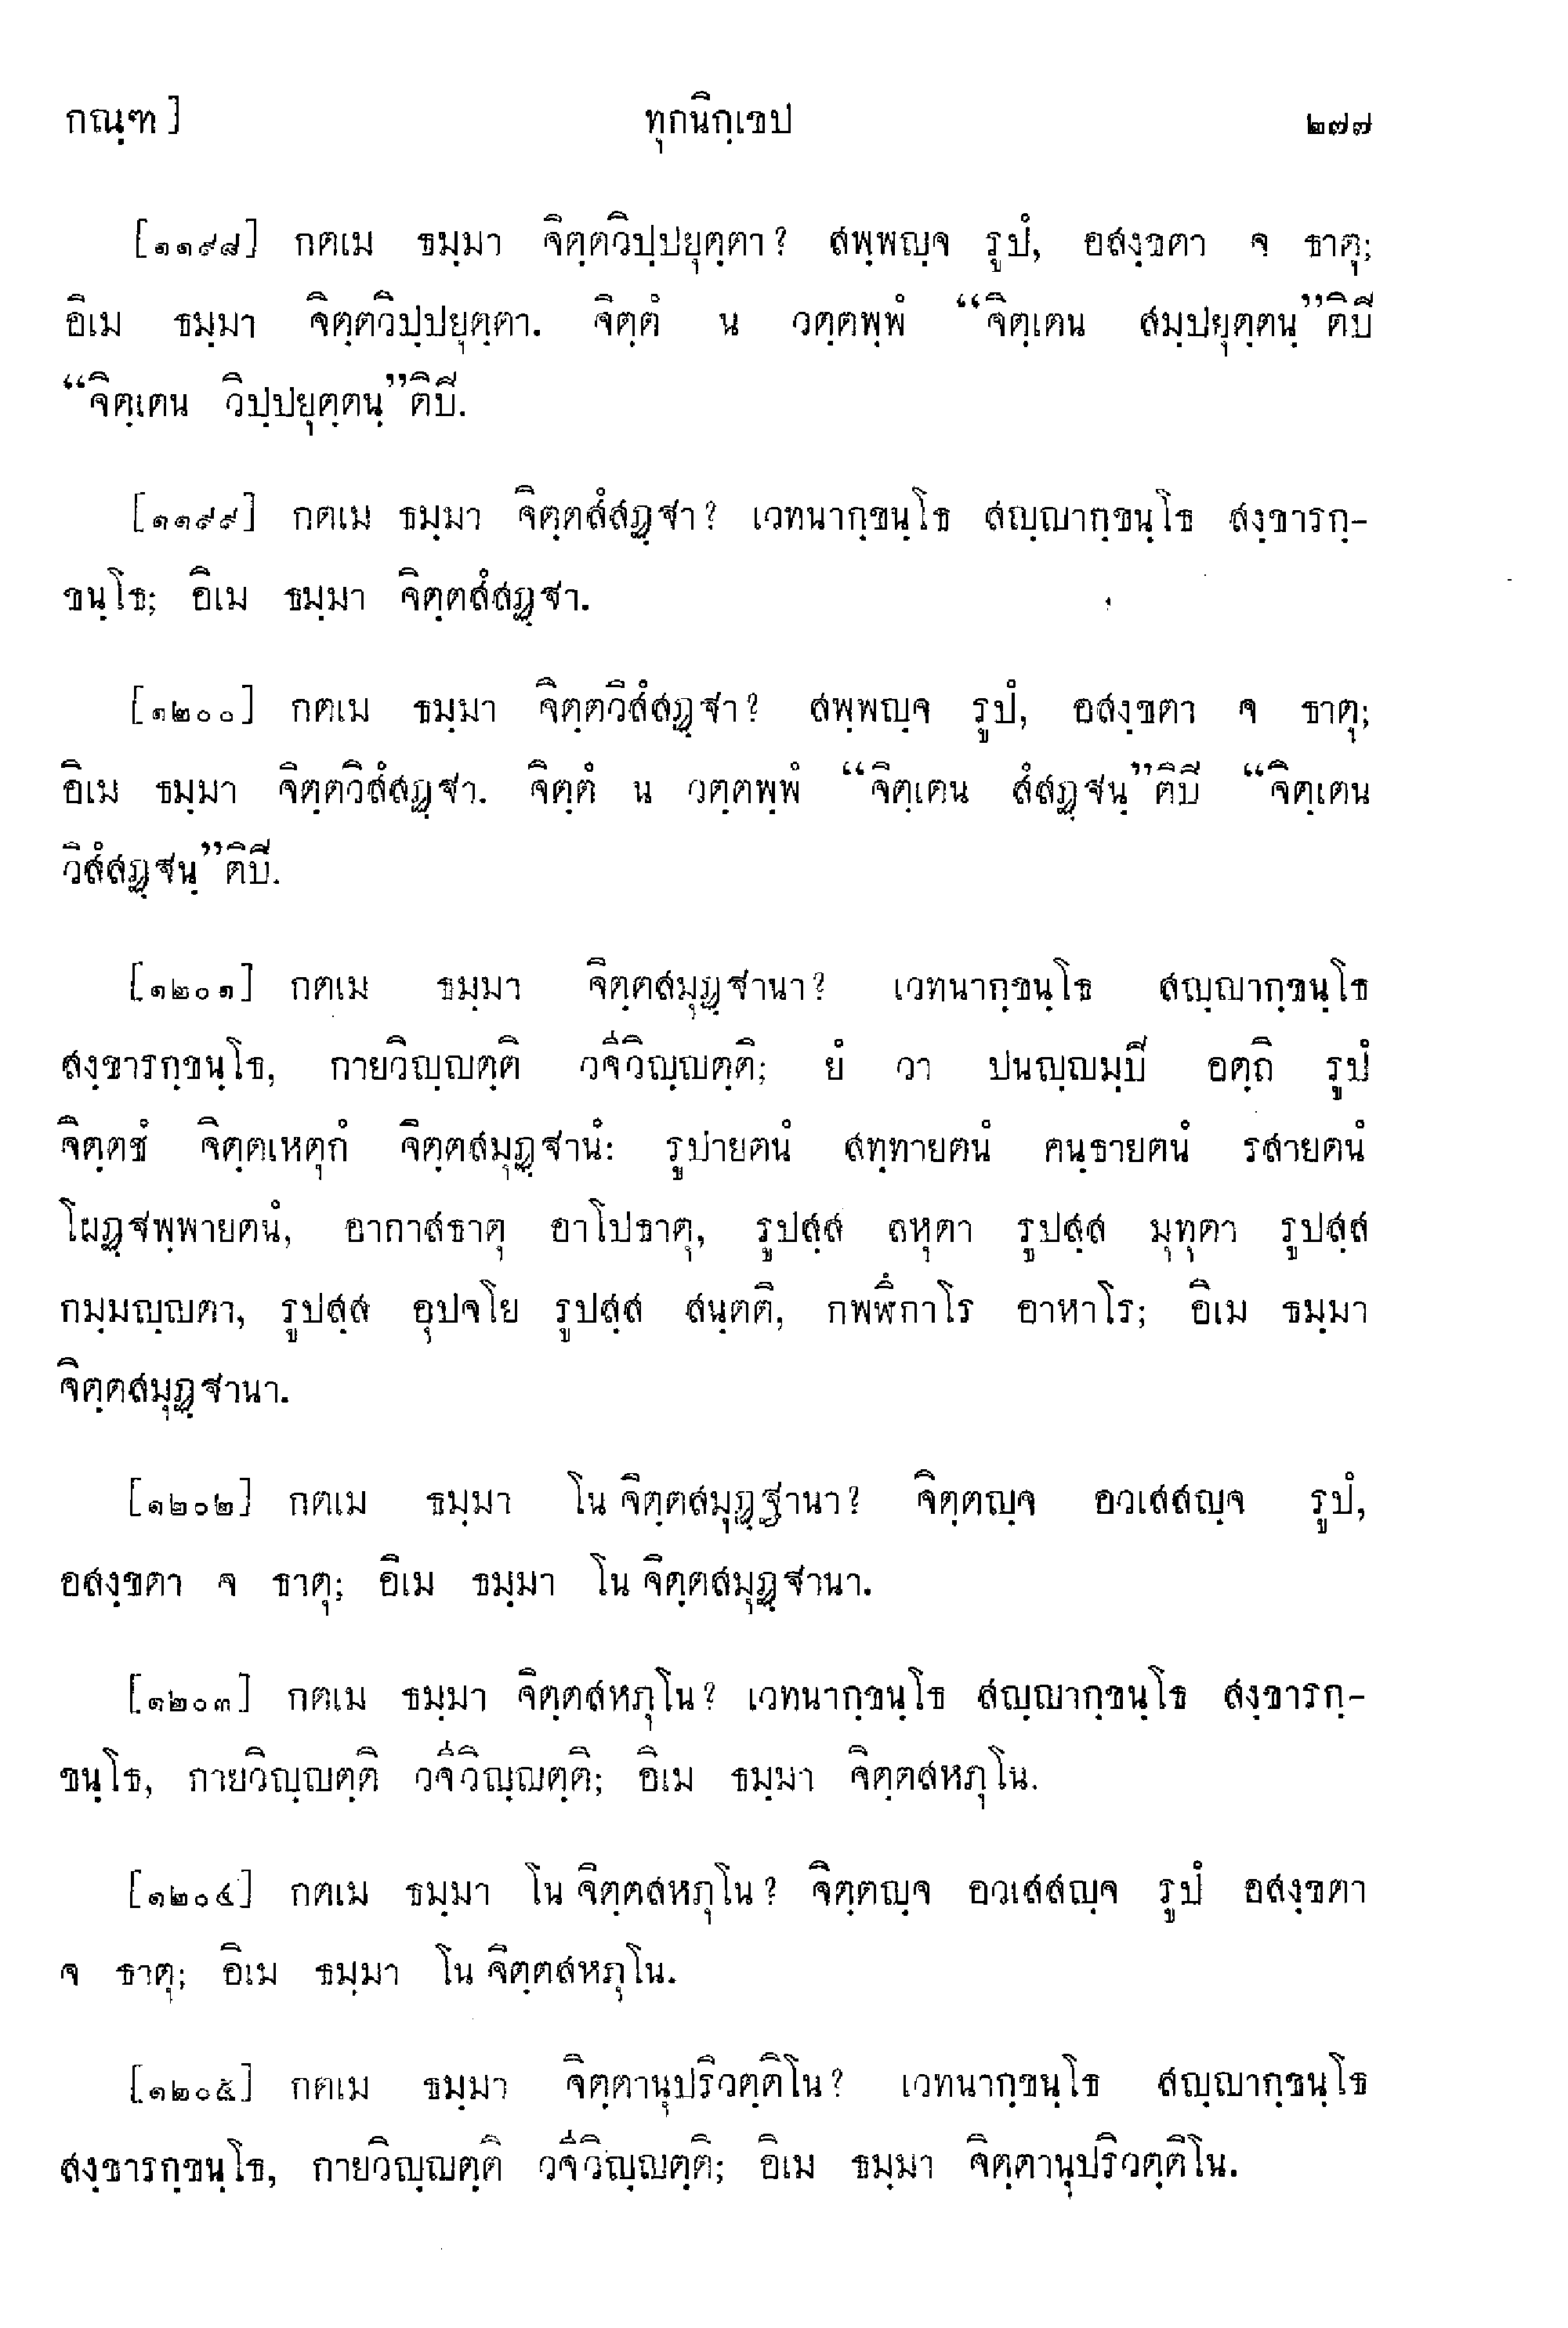 กณฺฑ]	ทุกนิกฺเขป	๒๗๗
[๑๑๙๘] กตเม ธมฺมา จิตฺตวิปฺปยุตฺตา? สพฺพญฺจ รูปํ, อสงฺขตา จ ธาตุ;
อิเม ธมฺมา จิตฺตวิปฺปยุตฺตา. จิตฺตํ น วตฺตพฺพํ “จิตฺเตน สมฺปยุตฺตนฺ”ติปิ
“จิตฺเตน วิปฺปยุตฺตนฺ”ติปิ.
[๑๑๙๙] กตเม ธมฺมา จิตฺตสํสฏฺฐา? เวทนากฺขนฺโธ สญฺญากฺขนฺโธ สงฺขารกฺ-
ขนฺโธ; อิเม ธมฺมา จิตฺตสํสฏฺฐา.
[๑๒๐๐] กตเม ธมฺมา จิตฺตวิสํสฏฺฐา? สพฺพญฺจ รูปํ, อสงฺขตา จ ธาตุ;
อิเม ธมฺมา จิตฺตวิสํสฏฺฐา. จิตฺตํ น วตฺตพฺพํ “จิตฺเตน สํสฏฺฐนฺ”ติปิ “จิตฺเตน
วิสํสฏฺฐนฺ”ติปิ.
[๑๒๐๑] กตเม ธมฺมา จิตฺตสมุฏฺฐานา? เวทนากฺขนฺโธ สญฺญากฺขนฺโธ
สงฺขารกฺขนฺโธ, กายวิญฺญตฺติ วจีวิญฺญตฺติ; ยํ วา ปนญฺญมฺปิ อตฺถิ รูปํ
จิตฺตชํ จิตฺตเหตุกํ จิตฺตสมุฏฺฐานํ: รูปายตนํ สทฺทายตนํ คนฺธายตนํ รสายตนํ
โผฏฺฐพฺพายตนํ, อากาสธาตุ อาโปธาตุ, รูปสฺส ลหุตา รูปสฺส มุทุตา รูปสฺส
กมฺมญฺญตา, รูปสฺส อุปจโย รูปสฺส สนฺตติ, กพฬึกาโร อาหาโร; อิเม ธมฺมา
จิตฺตสมุฏฺฐานา.
[๑๒๐๒] กตเม ธมฺมา โน จิตฺตสมุฏฺฐานา? จิตฺตญฺจ อวเสสญฺจ รูปํ,
อสงฺขตา จ ธาตุ; อิเม ธมฺมา โน จิตฺตสมุฏฺฐานา.
[๑๒๐๓] กตเม ธมฺมา จิตฺตสหภุโน? เวทนากฺขนฺโธ สญฺญากฺขนฺโธ สงฺขารกฺ-
ขนฺโธ, กายวิญฺญตฺติ วจีวิญฺญตฺติ; อิเม ธมฺมา จิตฺตสหภุโน.
[๑๒๐๔] กตเม ธมฺมา โน จิตฺตสหภุโน? จิตฺตญฺจ อวเสสญฺจ รูปํ อสงฺขตา
จ ธาตุ; อิเม ธมฺมา โน จิตฺตสหภุโน.
[๑๒๐๕] กตเม ธมฺมา จิตฺตานุปริวตฺติโน? เวทนากฺขนฺโธ สญฺญากฺขนฺโธ
สงฺขารกฺขนฺโธ, กายวิญฺญตฺติ วจีวิญฺญตฺติ; อิเม ธมฺมา จิตฺตานุปริวตฺติโน.